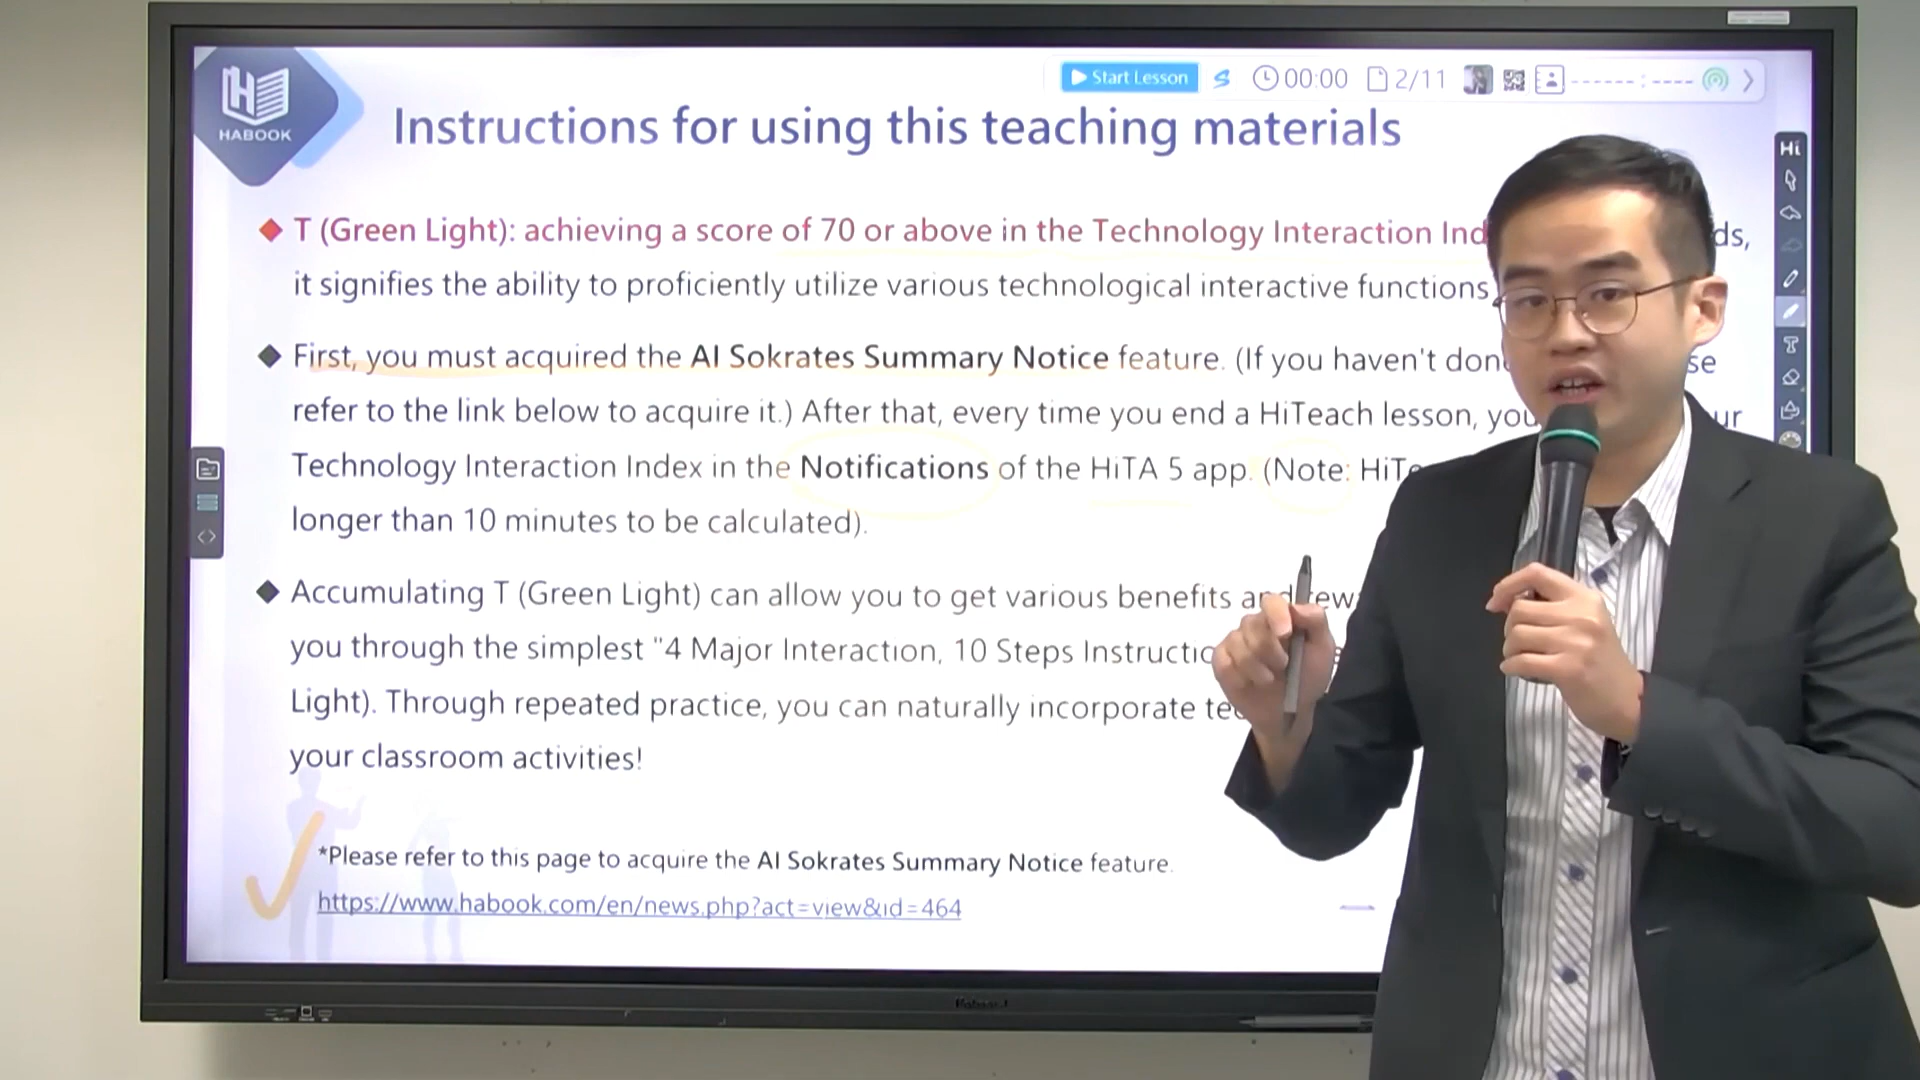 HABOOK
Start Lesson
00:00
2/11
Instructions for using this teaching materials
Hi
T (Green Light): achieving a score of 70 or above in the Technology Interaction Ind ds,
it signifies the ability to proficiently utilize various technological interactive functions
First, you must acquired the AI Sokrates Summary Notice feature. (If you haven't don se
refer to the link below to acquire it.) After that, every time you end a HiTeach lesson, you ur
Technology Interaction Index in the Notifications of the HiTA 5 app. (Note: HiTe
longer than 10 minutes to be calculated).
Accumulating T (Green Light) can allow you to get various benefits and rew
you through the simplest "4 Major Interaction, 10 Steps Instructio
Light). Through repeated practice, you can naturally incorporate te
your classroom activities!
*Please refer to this page to acquire the AI Sokrates Summary Notice feature.
https://www.habook.com/en/news.php?act=view&id=464